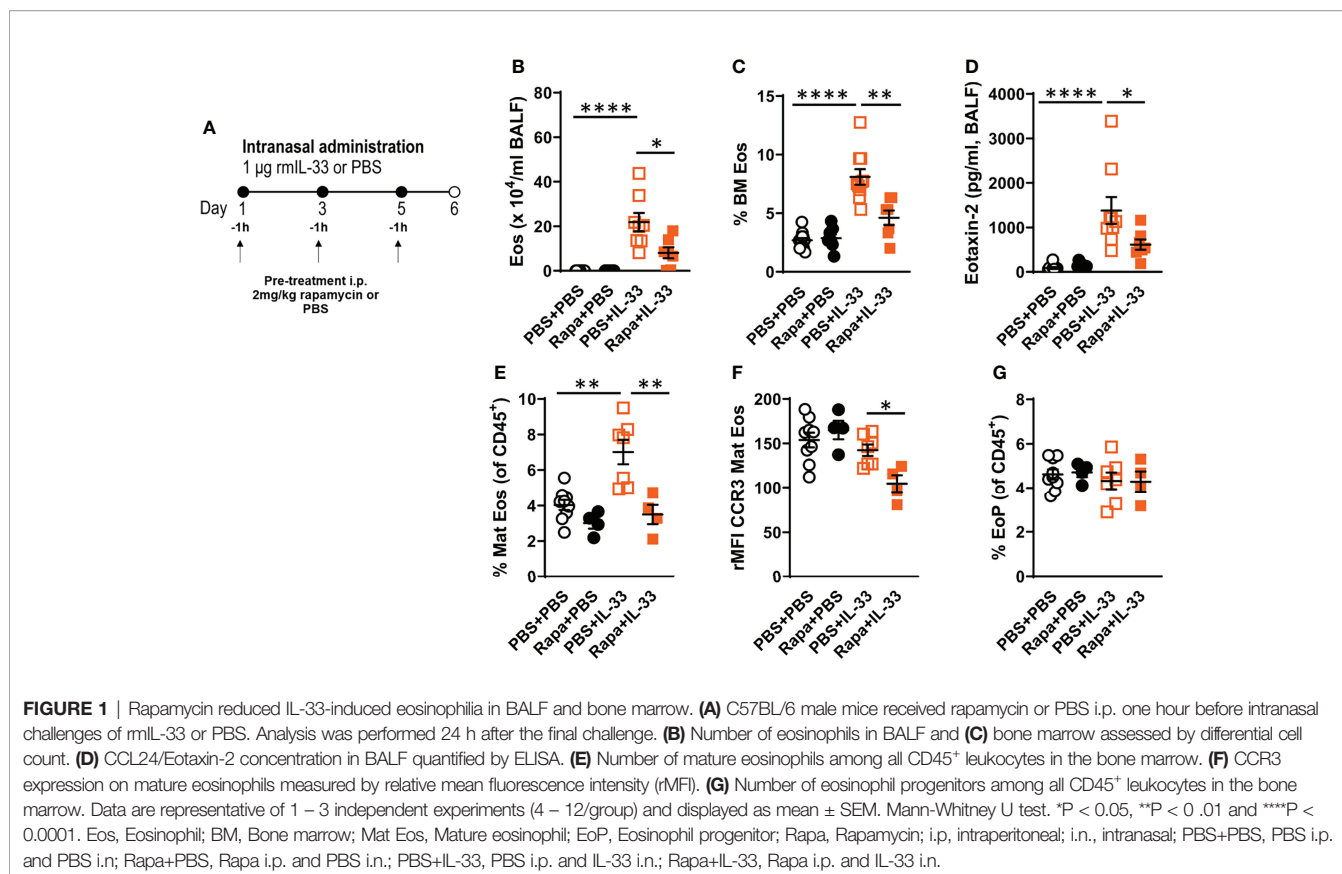 A
Intranasal administration
1 µg rmIL-33 or PBS
Day 1 3 5 6
-1h -1h -1h
Pre-treatment i.p.
2mg/kg rapamycin or
PBS
B
Eos (x 10⁴/ml BALF)
80
60
40
20
0
****
*
PBS+PBS
Rapa+PBS
PBS+IL-33
Rapa+IL-33
C
% BM Eos
15
10
5
0
****
**
PBS+PBS
Rapa+PBS
PBS+IL-33
Rapa+IL-33
D
Eotaxin-2 (pg/ml, BALF)
4000
3000
2000
1000
0
****
*
PBS+PBS
Rapa+PBS
PBS+IL-33
Rapa+IL-33
E
% Mat Eos (of CD45⁺)
10
8
6
4
2
0
**
**
PBS+PBS
Rapa+PBS
PBS+IL-33
Rapa+IL-33
F
rMFI CCR3 Mat Eos
200
150
100
50
0
*
PBS+PBS
Rapa+PBS
PBS+IL-33
Rapa+IL-33
G
% EoP (of CD45⁺)
8
6
4
2
0
PBS+PBS
Rapa+PBS
PBS+IL-33
Rapa+IL-33
FIGURE 1 | Rapamycin reduced IL-33-induced eosinophilia in BALF and bone marrow. (A) C57BL/6 male mice received rapamycin or PBS i.p. one hour before intranasal
challenges of rmIL-33 or PBS. Analysis was performed 24 h after the final challenge. (B) Number of eosinophils in BALF and (C) bone marrow assessed by differential cell
count. (D) CCL24/Eotaxin-2 concentration in BALF quantified by ELISA. (E) Number of mature eosinophils among all CD45⁺ leukocytes in the bone marrow. (F) CCR3
expression on mature eosinophils measured by relative mean fluorescence intensity (rMFI). (G) Number of eosinophil progenitors among all CD45⁺ leukocytes in the bone
marrow. Data are representative of 1 – 3 independent experiments (4 – 12/group) and displayed as mean ± SEM. Mann-Whitney U test. *P < 0.05, **P < 0 .01 and ****P <
0.0001. Eos, Eosinophil; BM, Bone marrow; Mat Eos, Mature eosinophil; EoP, Eosinophil progenitor; Rapa, Rapamycin; i.p, intraperitoneal; i.n., intranasal; PBS+PBS, PBS i.p.
and PBS i.n; Rapa+PBS, Rapa i.p. and PBS i.n.; PBS+IL-33, PBS i.p. and IL-33 i.n.; Rapa+IL-33, Rapa i.p. and IL-33 i.n.